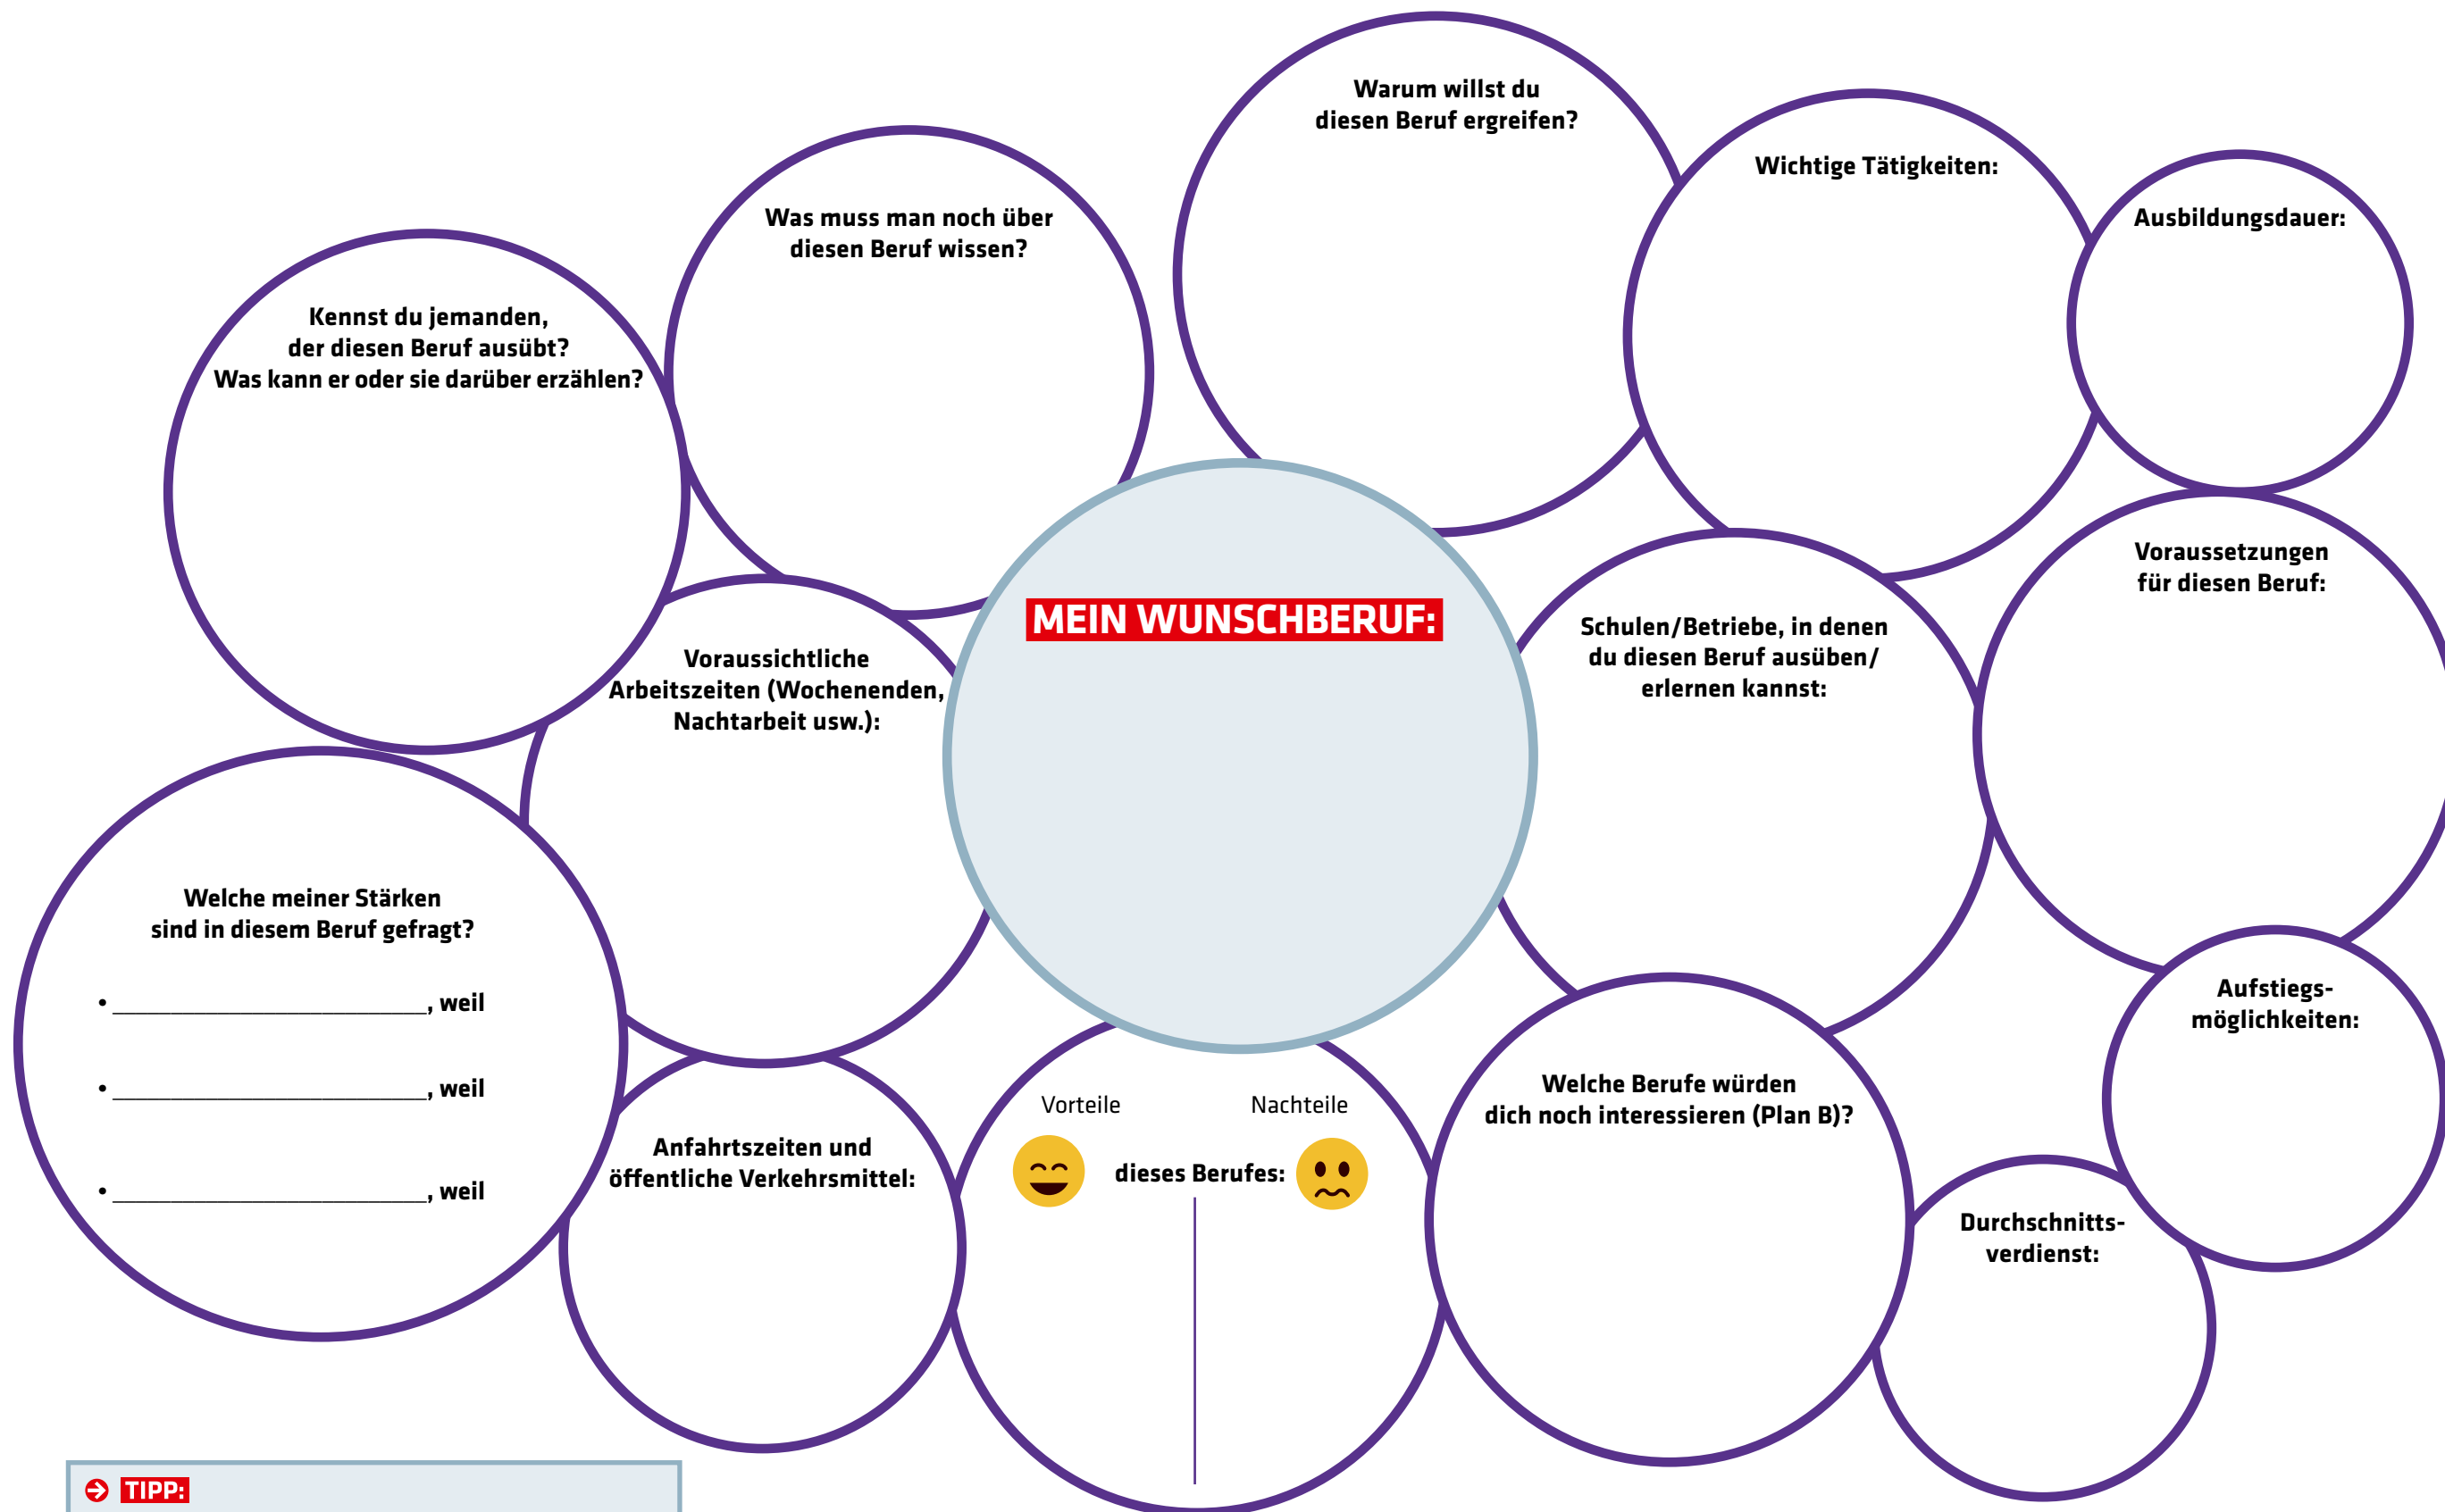 Warum willst du
diesen Beruf ergreifen?
Wichtige Tätigkeiten:
Ausbildungsdauer:
Was muss man noch über
diesen Beruf wissen?
Kennst du jemanden,
der diesen Beruf ausübt?
Was kann er oder sie darüber erzählen?
MEIN WUNSCHBERUF:
Voraussetzungen
für diesen Beruf:
Schulen/Betriebe, in denen
du diesen Beruf ausüben/
erlernen kannst:
Voraussichtliche
Arbeitszeiten (Wochenenden,
Nachtarbeit usw.):
Welche meiner Stärken
sind in diesem Beruf gefragt?
• ___________________________, weil
• ___________________________, weil
• ___________________________, weil
Anfahrtszeiten und
öffentliche Verkehrsmittel:
Vorteile Nachteile
dieses Berufes:
Welche Berufe würden
dich noch interessieren (Plan B)?
Aufstiegs-
möglichkeiten:
Durchschnitts-
verdienst:
TIPP: